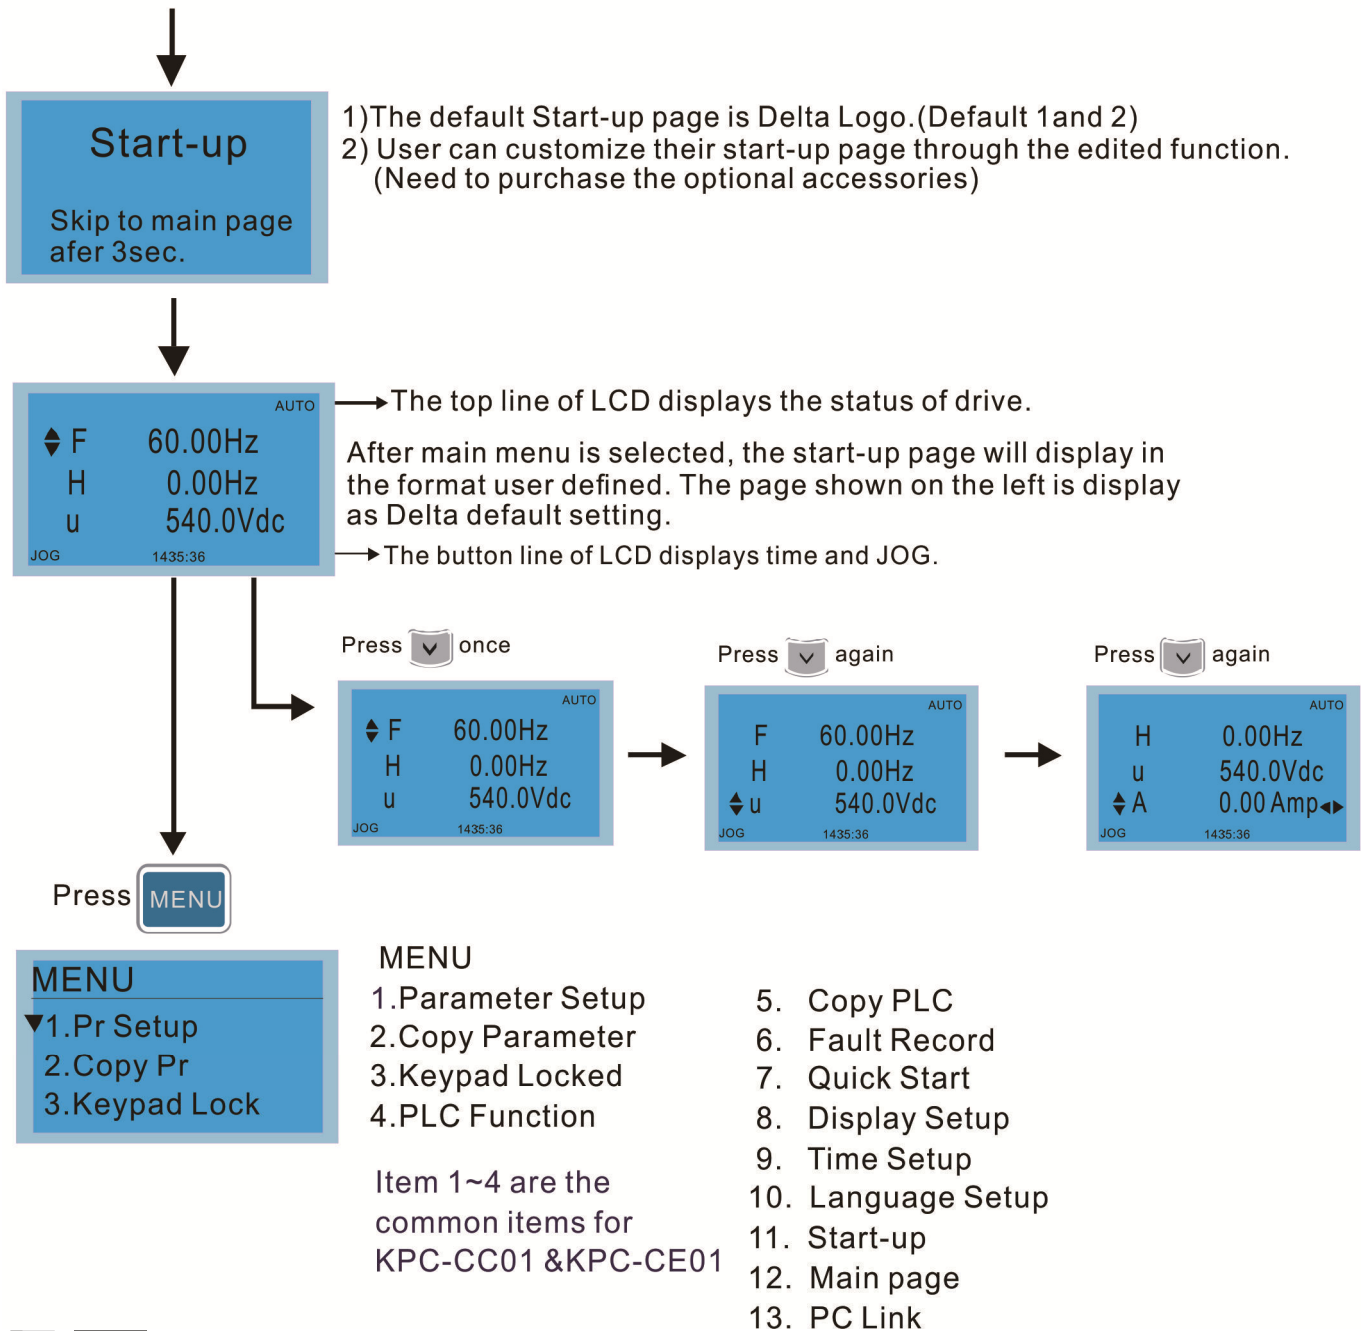 Start-up
Skip to main page
afer 3sec.
1)The default Start-up page is Delta Logo.(Default 1and 2)
2) User can customize their start-up page through the edited function.
(Need to purchase the optional accessories)
AUTO
F 60.00Hz
H 0.00Hz
u 540.0Vdc
JOG 1435:36
The top line of LCD displays the status of drive.
After main menu is selected, the start-up page will display in
the format user defined. The page shown on the left is display
as Delta default setting.
The button line of LCD displays time and JOG.
Press once
AUTO
F 60.00Hz
H 0.00Hz
u 540.0Vdc
JOG 1435:36
Press again
AUTO
F 60.00Hz
H 0.00Hz
u 540.0Vdc
JOG 1435:36
Press again
AUTO
H 0.00Hz
u 540.0Vdc
A 0.00 Amp
JOG 1435:36
Press MENU
MENU
1.Pr Setup
2.Copy Pr
3.Keypad Lock
MENU
1.Parameter Setup
2.Copy Parameter
3.Keypad Locked
4.PLC Function
Item 1~4 are the
common items for
KPC-CC01 &KPC-CE01
5. Copy PLC
6. Fault Record
7. Quick Start
8. Display Setup
9. Time Setup
10. Language Setup
11. Start-up
12. Main page
13. PC Link